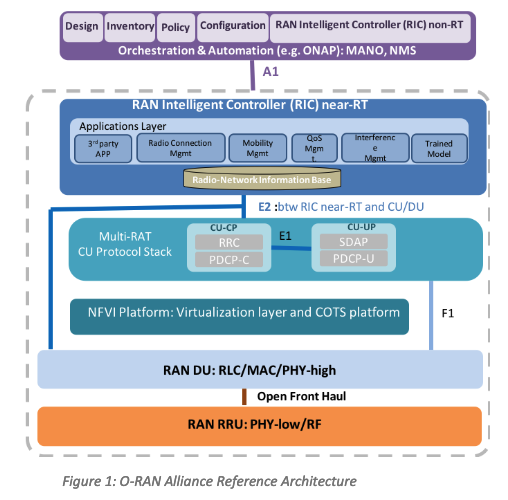 Design
Inventory
Policy
Configuration
RAN Intelligent Controller (RIC) non-RT
Orchestration & Automation (e.g. ONAP): MANO, NMS
A1
RAN Intelligent Controller (RIC) near-RT
Applications Layer
3rd party
APP
Radio Connection
Mgmt
Mobility
Mgmt
QoS
Mgm
t.
Interferenc
e
Mgmt
Trained
Model
Radio-Network Information Base
E2 :btw RIC near-RT and CU/DU
Multi-RAT
CU Protocol Stack
CU-CP
RRC
PDCP-C
E1
CU-UP
SDAP
PDCP-U
NFVI Platform: Virtualization layer and COTS platform
F1
RAN DU: RLC/MAC/PHY-high
Open Front Haul
RAN RRU: PHY-low/RF
Figure 1: O-RAN Alliance Reference Architecture